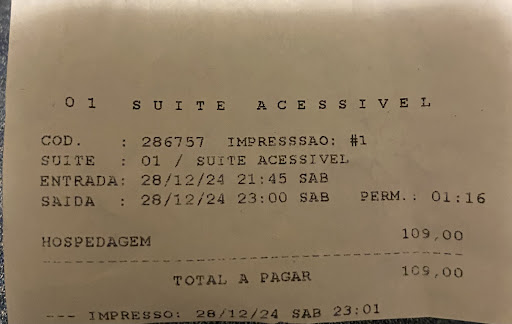 01 SUITE ACESSIVEL
COD. : 286757 IMPRESSSAO: #1
SUITE : 01 / SUITE ACESSIVEL
ENTRADA: 28/12/24 21:45 SAB
SAIDA : 28/12/24 23:00 SAB PERM.: 01:16
HOSPEDAGEM 109,00
TOTAL A PAGAR 109,00
--- IMPRESSO: 28/12/24 SAB 23:01